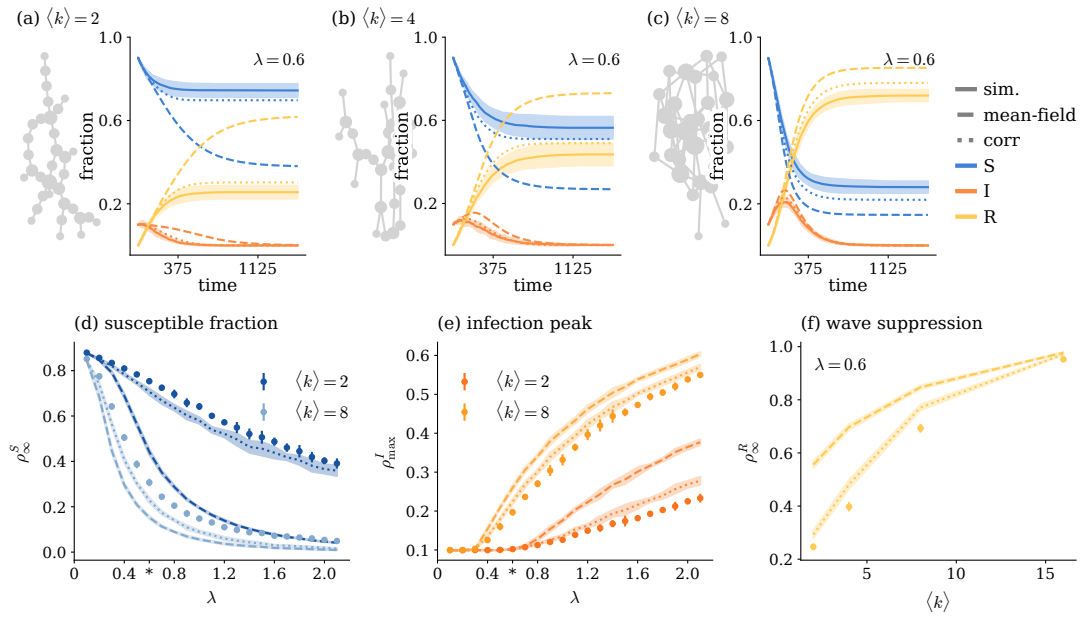 (a) ⟨k⟩ = 2
(b) ⟨k⟩ = 4
(c) ⟨k⟩ = 8
1.0
0.6
0.2
fraction
λ = 0.6
375
1125
time
1.0
0.6
0.2
fraction
λ = 0.6
375
1125
time
1.0
0.6
0.2
fraction
λ = 0.6
375
1125
time
sim.
mean-field
corr
S
I
R
(d) susceptible fraction
0.8
0.6
0.4
0.2
0.0
ρ^S_∞
⟨k⟩ = 2
⟨k⟩ = 8
0.4
*
0.8
1.2
1.6
2.0
λ
(e) infection peak
0.6
0.5
0.4
0.3
0.2
0.1
ρ^I_max
⟨k⟩ = 2
⟨k⟩ = 8
0.4
*
0.8
1.2
1.6
2.0
λ
(f) wave suppression
1.0
0.8
0.6
0.4
0.2
ρ^R_∞
λ = 0.6
5
10
15
⟨k⟩